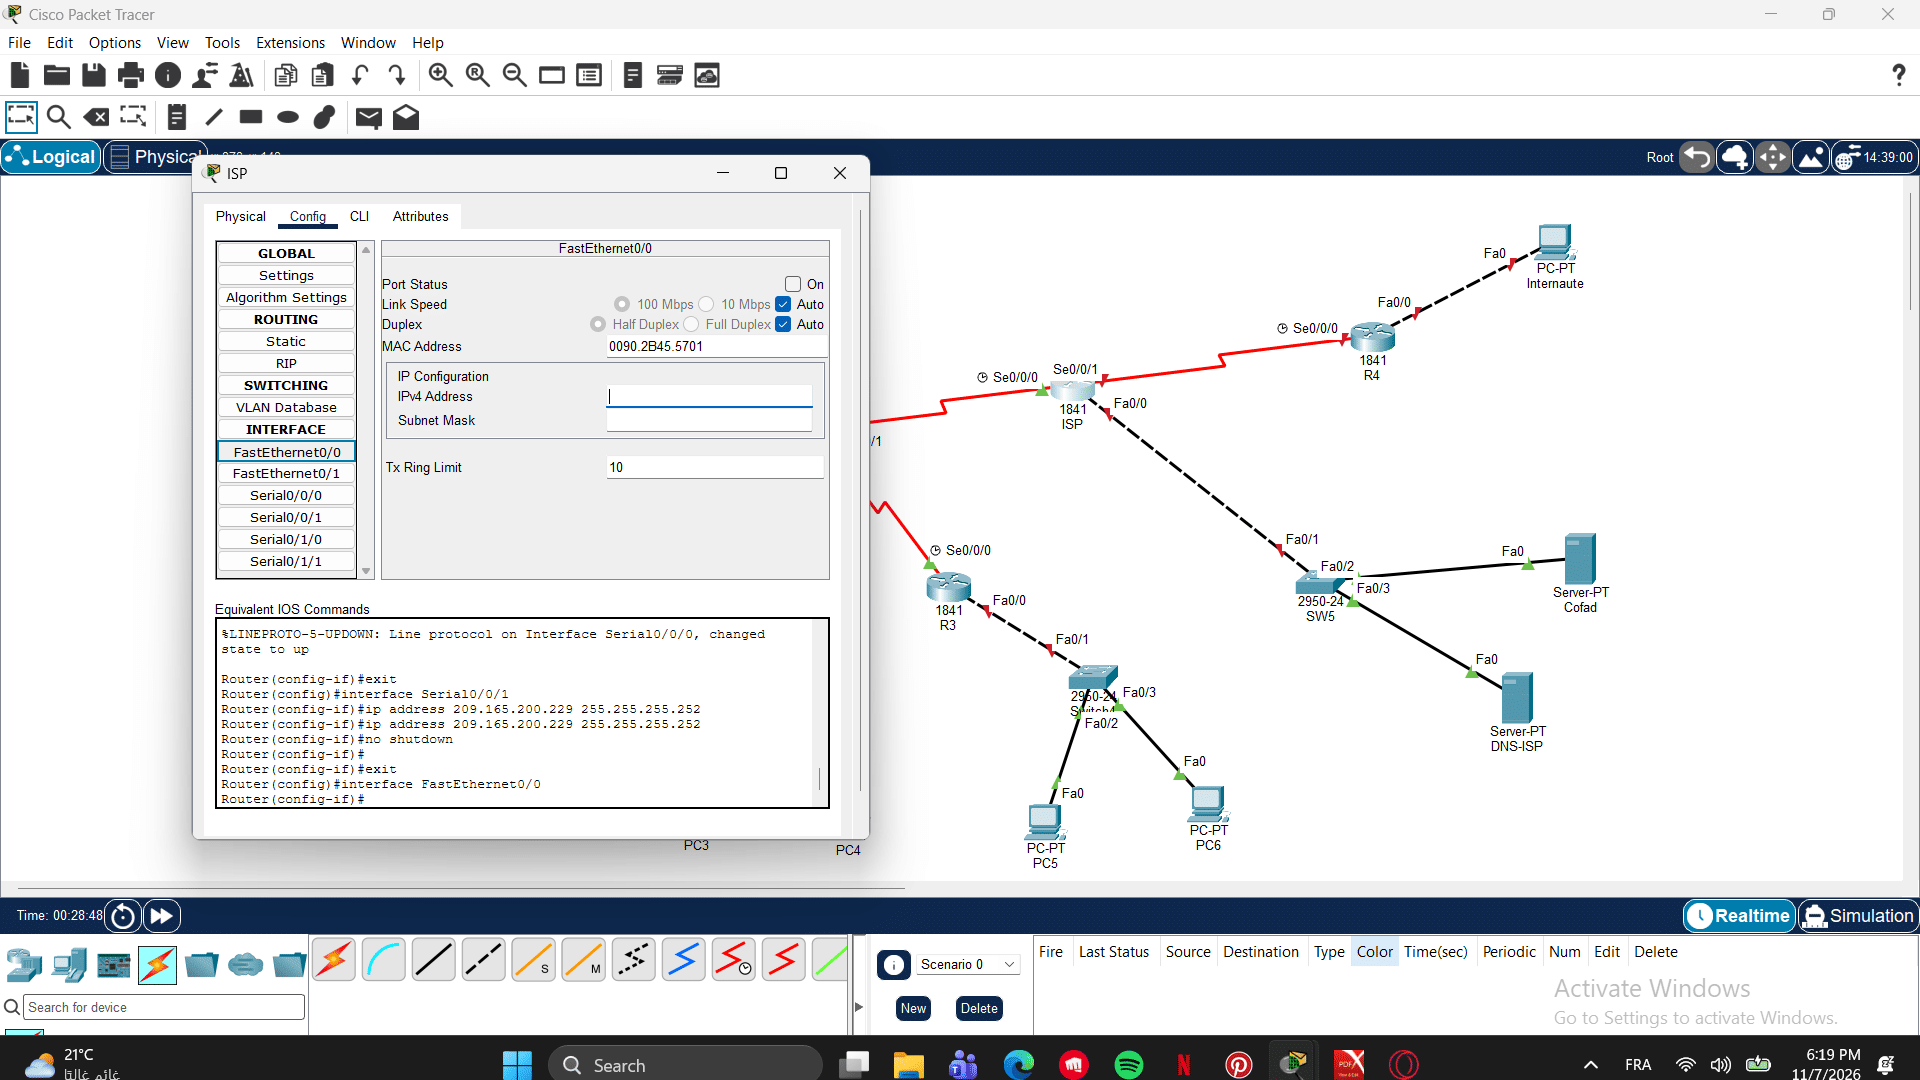 Cisco Packet Tracer
File Edit Options View Tools Extensions Window Help
Logical Physical Root 14:39:00
ISP
Physical Config CLI Attributes
GLOBAL
Settings
Algorithm Settings
ROUTING
Static
RIP
SWITCHING
VLAN Database
INTERFACE
FastEthernet0/0
FastEthernet0/1
Serial0/0/0
Serial0/0/1
Serial0/1/0
Serial0/1/1
FastEthernet0/0
Port Status On
Link Speed 100 Mbps 10 Mbps Auto
Duplex Half Duplex Full Duplex Auto
MAC Address 0090.2B45.5701
IP Configuration
IPv4 Address
Subnet Mask
Tx Ring Limit 10
Equivalent IOS Commands
%LINEPROTO-5-UPDOWN: Line protocol on Interface Serial0/0/0, changed
state to up
Router(config-if)#exit
Router(config)#interface Serial0/0/1
Router(config-if)#ip address 209.165.200.229 255.255.255.252
Router(config-if)#ip address 209.165.200.229 255.255.255.252
Router(config-if)#no shutdown
Router(config-if)#
Router(config-if)#exit
Router(config)#interface FastEthernet0/0
Router(config-if)#
Fa0
PC-PT
Internaute
Fa0/0
Se0/0/0
1841
R4
Se0/0/1
Se0/0/0
Fa0/0
1841
ISP
/1
Fa0/1
Fa0/2
Fa0/3
2950-24
SW5
Fa0
Server-PT
Cofad
Fa0
Server-PT
DNS-ISP
Se0/0/0
Fa0/0
1841
R3
Fa0/1
2950-24
Switch4
Fa0/3
Fa0/2
Fa0
PC-PT
PC6
Fa0
PC-PT
PC5
PC3
PC4
Time: 00:28:48
Realtime Simulation
S
M
Search for device
Scenario 0
New Delete
Fire Last Status Source Destination Type Color Time(sec) Periodic Num Edit Delete
Activate Windows
Go to Settings to activate Windows.
21°C
غائم غالبًا
Search
FRA
6:19 PM
11/7/2026